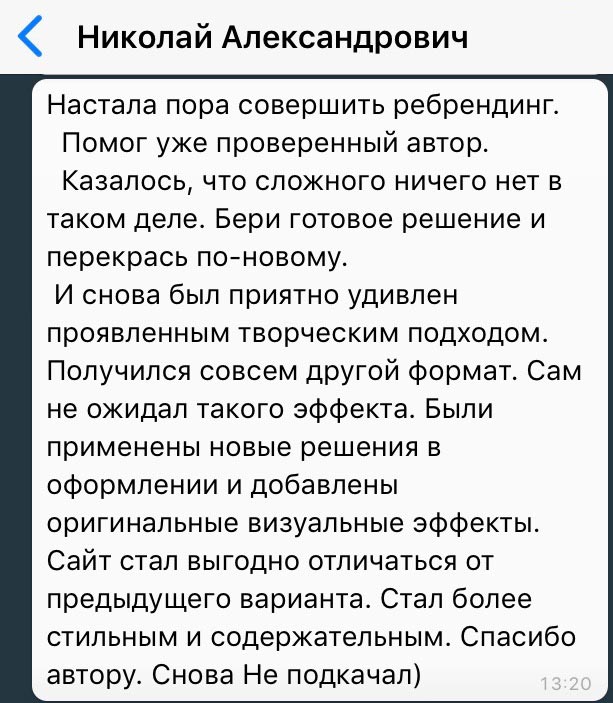 Николай Александрович
Настала пора совершить ребрендинг.
Помог уже проверенный автор.
Казалось, что сложного ничего нет в
таком деле. Бери готовое решение и
перекрась по-новому.
И снова был приятно удивлен
проявленным творческим подходом.
Получился совсем другой формат. Сам
не ожидал такого эффекта. Были
применены новые решения в
оформлении и добавлены
оригинальные визуальные эффекты.
Сайт стал выгодно отличаться от
предыдущего варианта. Стал более
стильным и содержательным. Спасибо
автору. Снова Не подкачал)
13:20